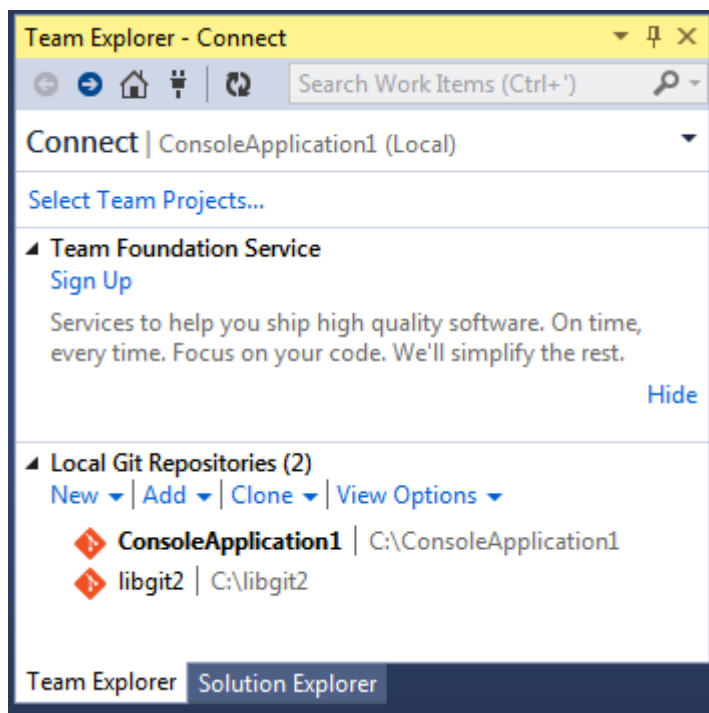 Team Explorer - Connect
Search Work Items (Ctrl+')
Connect | ConsoleApplication1 (Local)
Select Team Projects...
Team Foundation Service
Sign Up
Services to help you ship high quality software. On time,
every time. Focus on your code. We'll simplify the rest.
Hide
Local Git Repositories (2)
New | Add | Clone | View Options
ConsoleApplication1 | C:\ConsoleApplication1
libgit2 | C:\libgit2
Team Explorer Solution Explorer